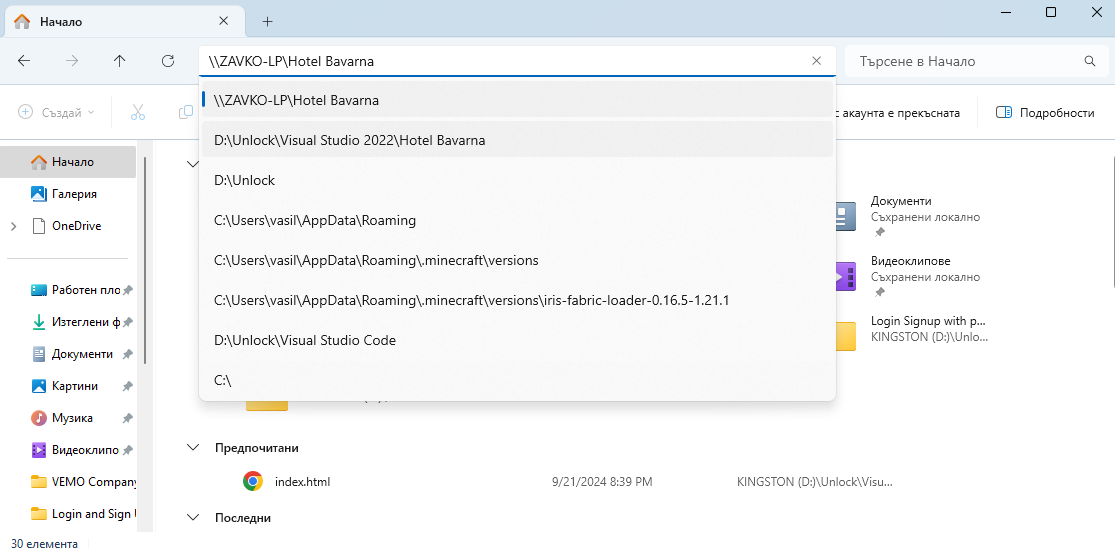 Начало
\\ZAVKO-LP\Hotel Bavarna
Търсене в Начало
Създай
\\ZAVKO-LP\Hotel Bavarna
с акаунта е прекъсната
Подробности
D:\Unlock\Visual Studio 2022\Hotel Bavarna
Начало
D:\Unlock
Галерия
Документи
Съхранени локално
C:\Users\vasil\AppData\Roaming
OneDrive
C:\Users\vasil\AppData\Roaming\.minecraft\versions
Видеоклипове
Съхранени локално
Работен пло
C:\Users\vasil\AppData\Roaming\.minecraft\versions\iris-fabric-loader-0.16.5-1.21.1
Изтеглени ф
Login Signup with p...
KINGSTON (D:)\Unlo...
D:\Unlock\Visual Studio Code
Документи
C:\
Картини
Музика
Видеоклипо
Предпочитани
VEMO Company
index.html
9/21/2024 8:39 PM
KINGSTON (D:)\Unlock\Visu...
Login and Sign
Последни
30 елемента